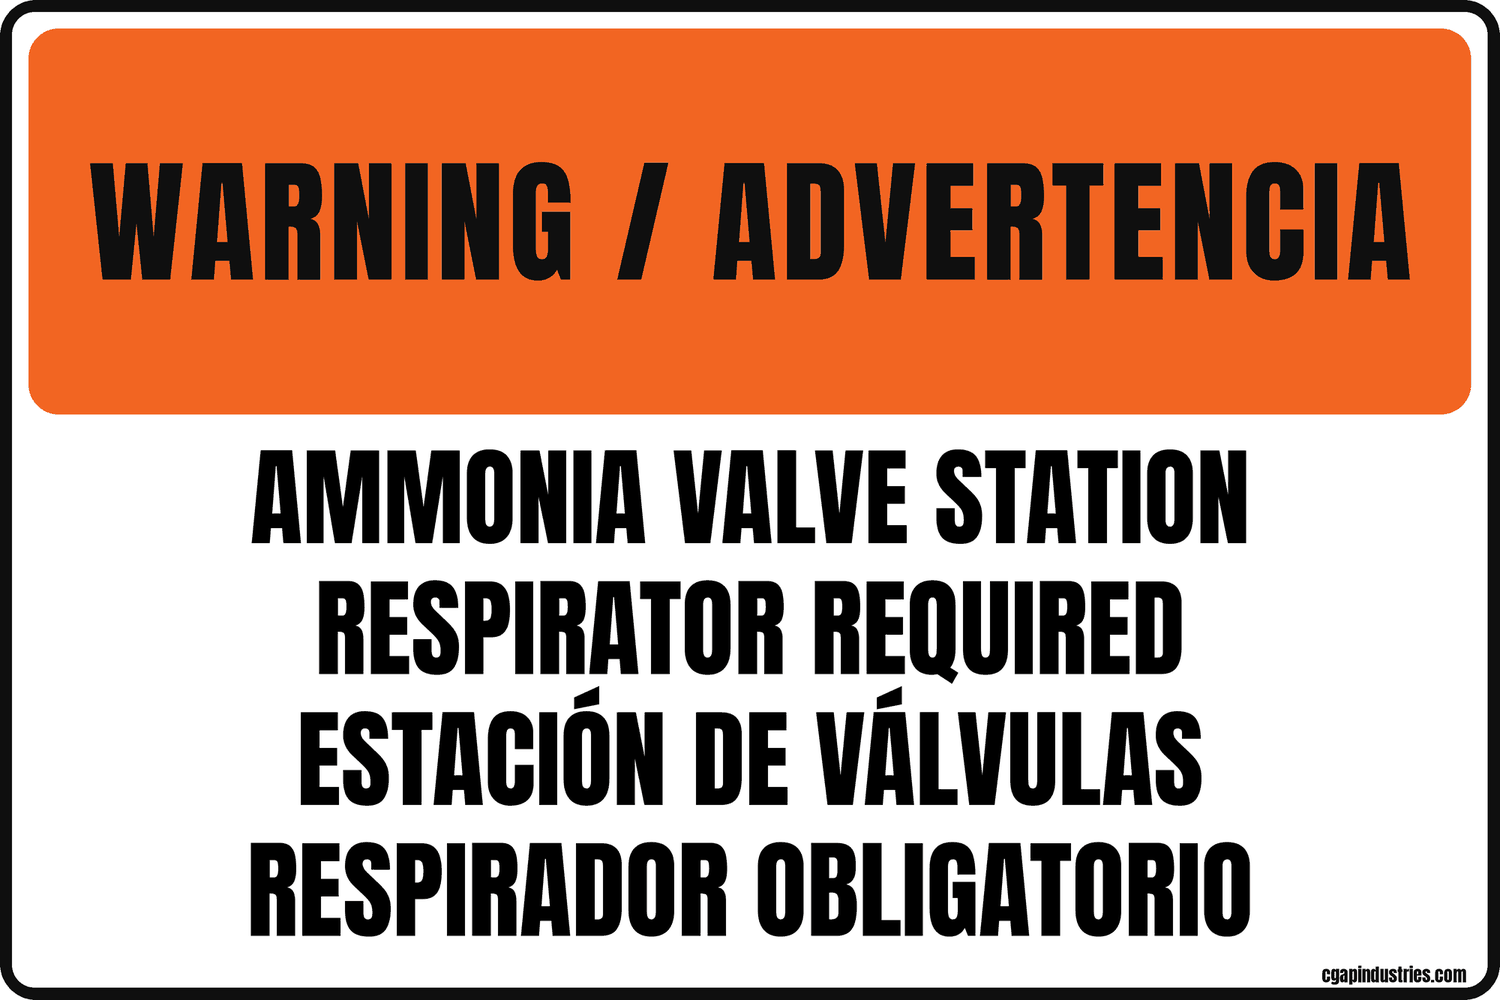 WARNING / ADVERTENCIA
AMMONIA VALVE STATION
RESPIRATOR REQUIRED
ESTACIÓN DE VÁLVULAS
RESPIRADOR OBLIGATORIO
cgapindustries.com